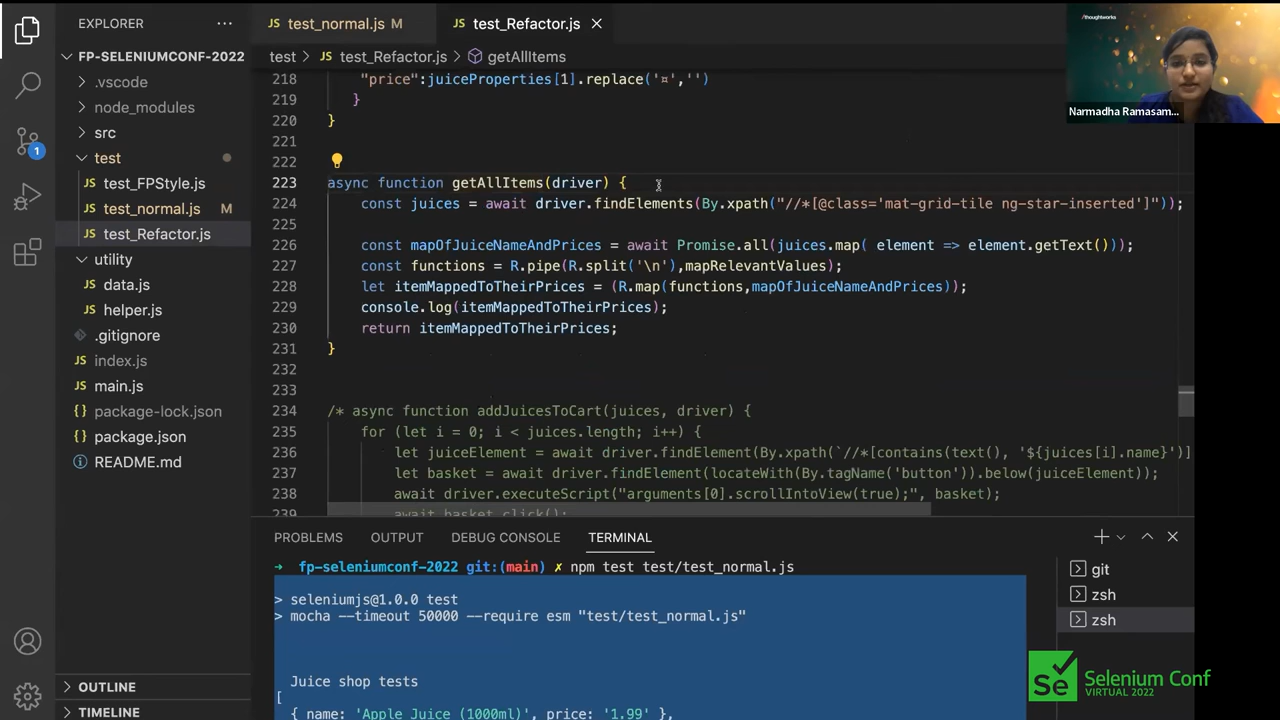 EXPLORER
test_normal.js M
test_Refactor.js
FP-SELENIUMCONF-2022
test > test_Refactor.js > getAllItems
/thoughtworks
Narmadha Ramasam...
.vscode
node_modules
src
test
test_FPStyle.js
test_normal.js M
test_Refactor.js
utility
data.js
helper.js
.gitignore
index.js
main.js
package-lock.json
package.json
README.md
OUTLINE
TIMELINE
1
218 "price":juiceProperties[1].replace('¤','')
219 }
220 }
221
222
223 async function getAllItems(driver) {
224 const juices = await driver.findElements(By.xpath("//*[@class='mat-grid-tile ng-star-inserted']"));
225
226 const mapOfJuiceNameAndPrices = await Promise.all(juices.map( element => element.getText()));
227 const functions = R.pipe(R.split('\n'),mapRelevantValues);
228 let itemMappedToTheirPrices = (R.map(functions,mapOfJuiceNameAndPrices));
229 console.log(itemMappedToTheirPrices);
230 return itemMappedToTheirPrices;
231 }
232
233
234 /* async function addJuicesToCart(juices, driver) {
235 for (let i = 0; i < juices.length; i++) {
236 let juiceElement = await driver.findElement(By.xpath(`//*[contains(text(), '${juices[i].name}')]
237 let basket = await driver.findElement(locateWith(By.tagName('button')).below(juiceElement));
238 await driver.executeScript("arguments[0].scrollIntoView(true);", basket);
239 await basket.click();
PROBLEMS OUTPUT DEBUG CONSOLE TERMINAL
→ fp-seleniumconf-2022 git:(main) ✗ npm test test/test_normal.js
> seleniumjs@1.0.0 test
> mocha --timeout 50000 --require esm "test/test_normal.js"
Juice shop tests
[
{ name: 'Apple Juice (1000ml)', price: '1.99' },
git
zsh
zsh
Se Selenium Conf
VIRTUAL 2022